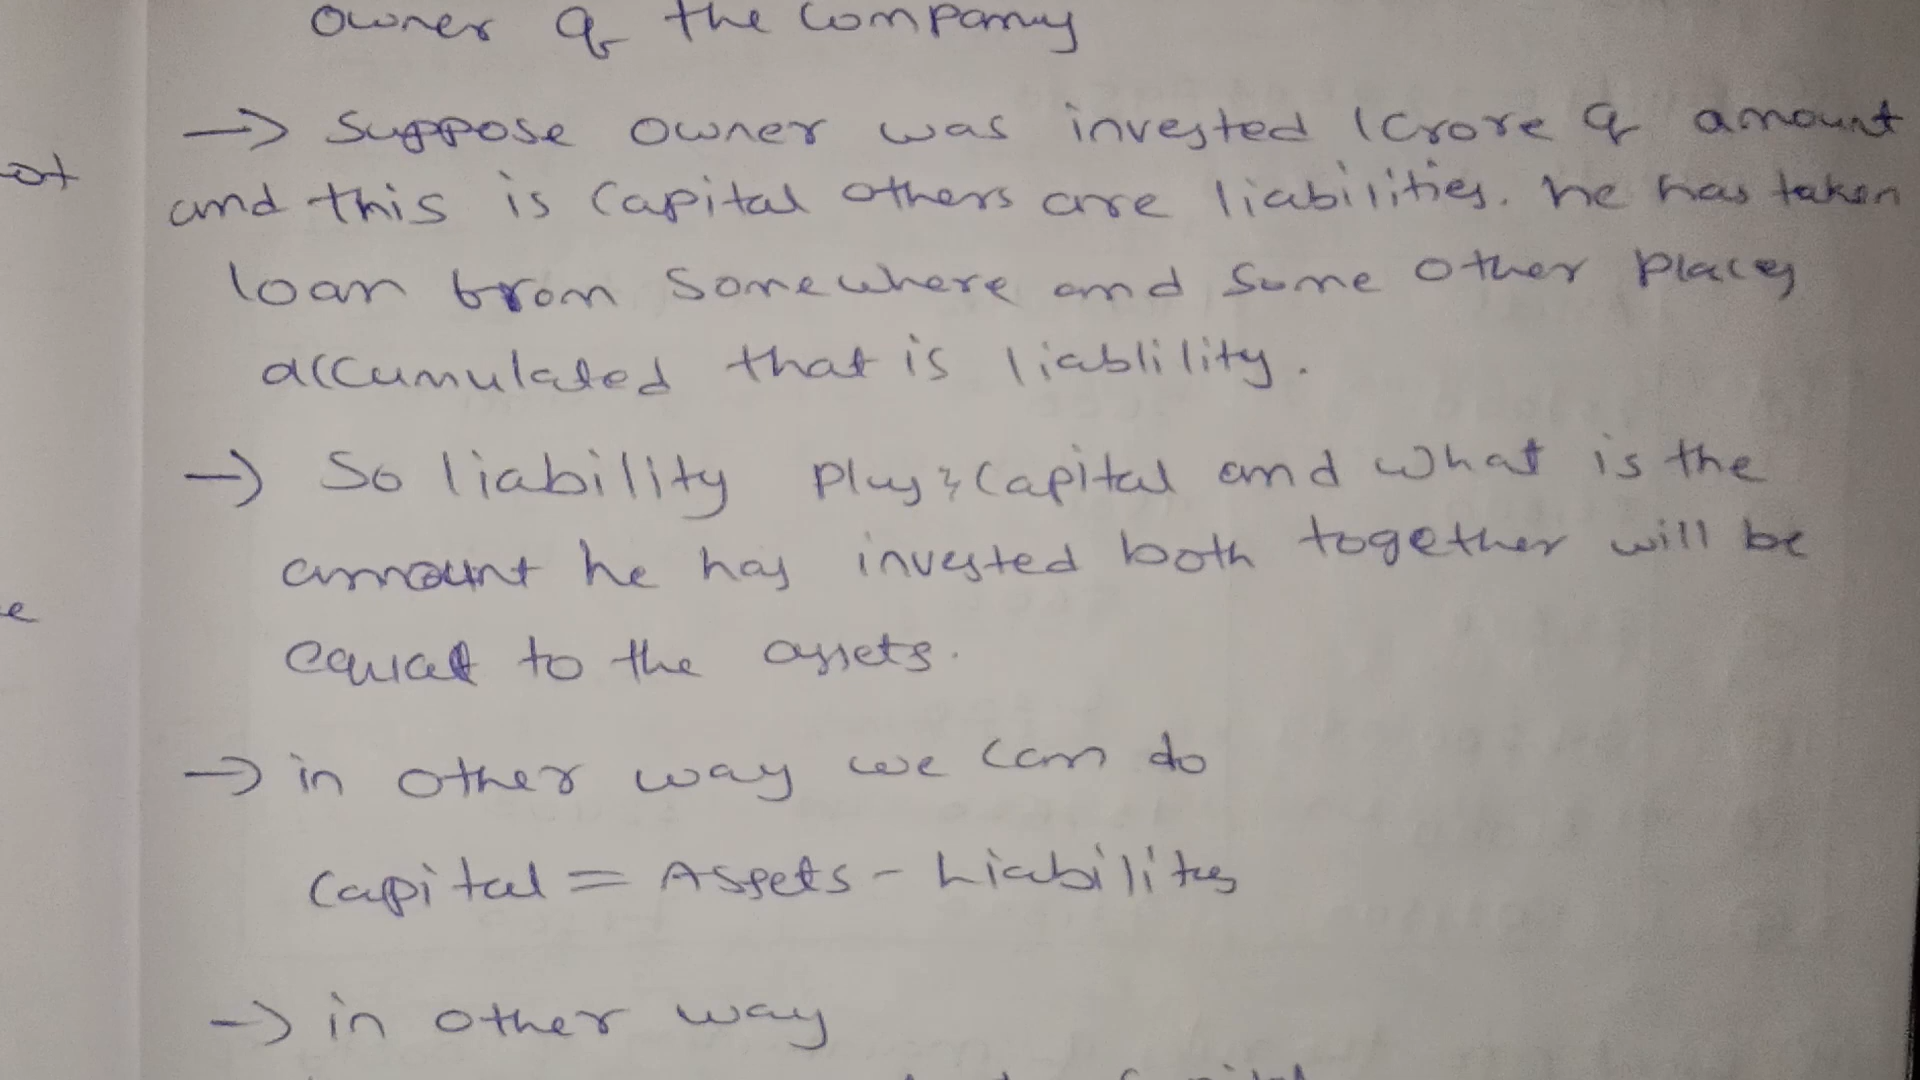 owner of the company
→ Suppose owner was invested 1 Crore of amount
and this is Capital others are liabilities. he has taken
loan from Somewhere and Some other places
accumulated that is liablility.
→ So liability plus Capital and what is the
amount he has invested both together will be
equal to the assets.
→ in other way we can do
Capital = Assets - Liabilities
→ in other way